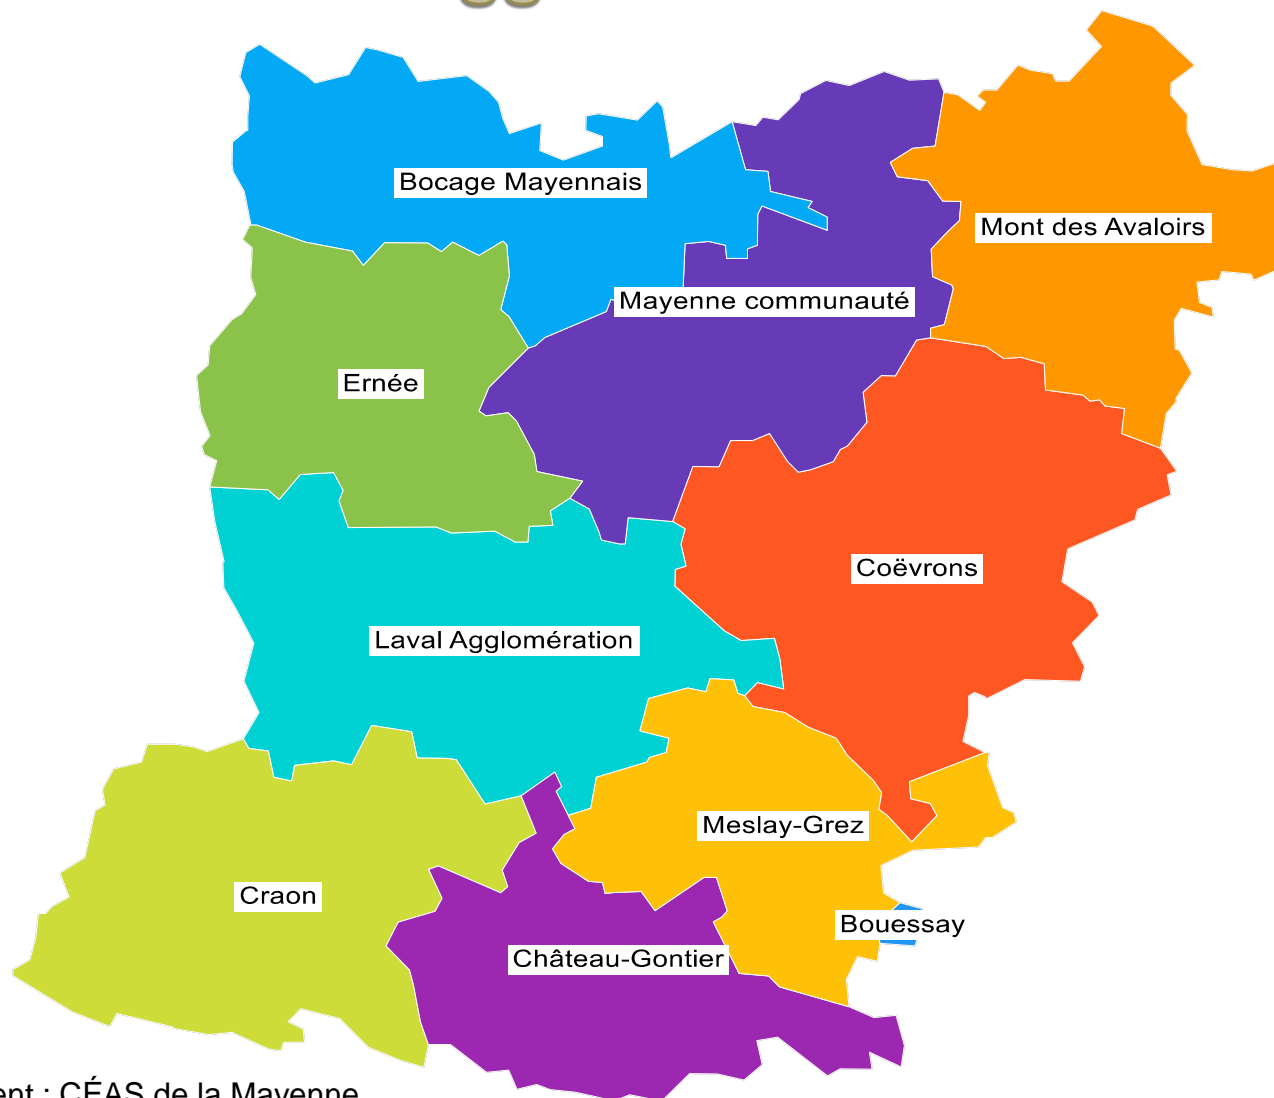 Bocage Mayennais
Mont des Avaloirs
Mayenne communauté
Ernée
Coëvrons
Laval Agglomération
Meslay-Grez
Craon
Bouessay
Château-Gontier
: CÉAS de la Mayenne